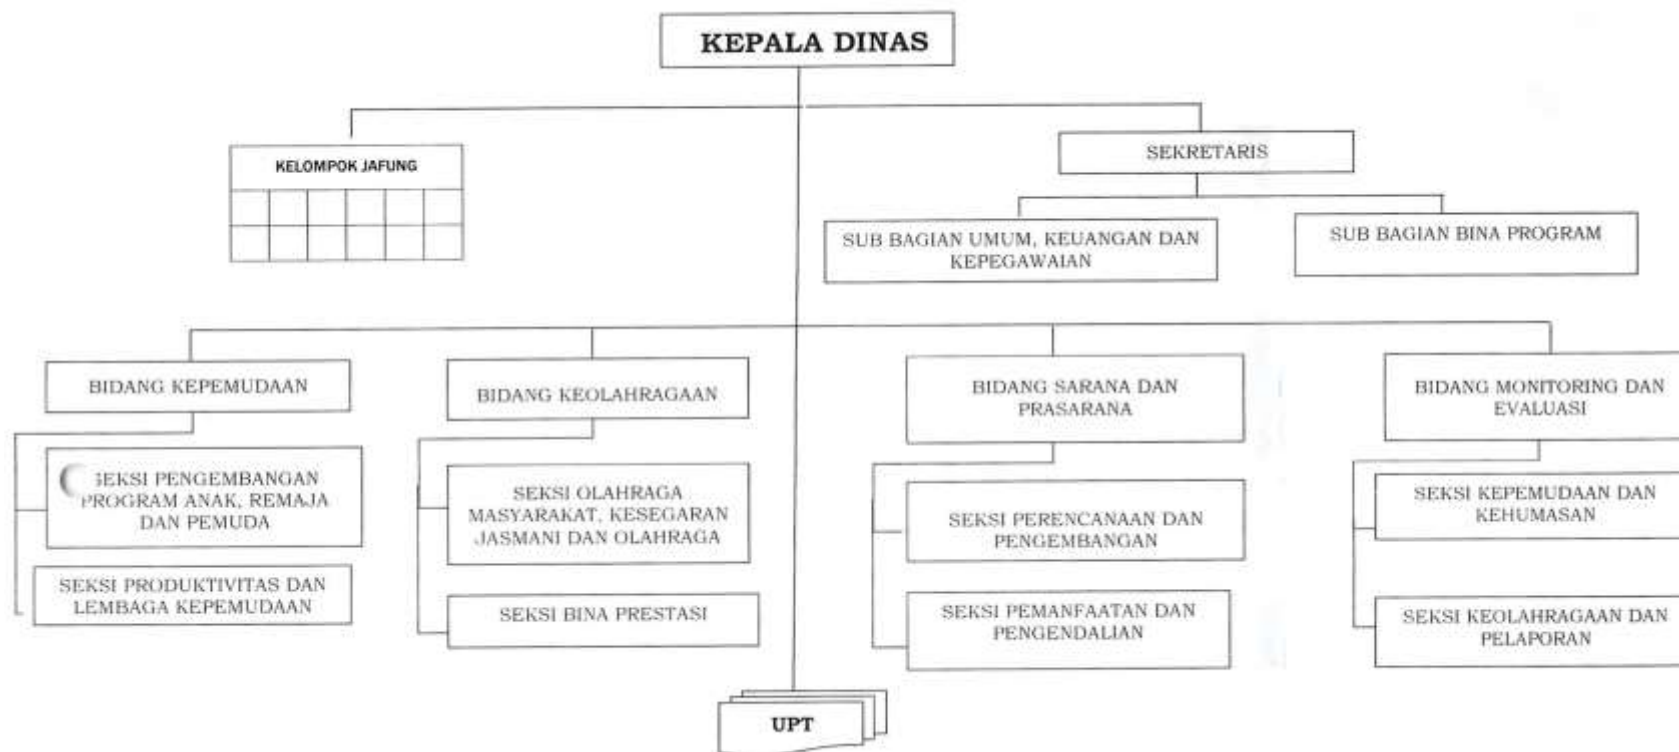 KEPALA DINAS
KELOMPOK JAFUNG
SEKRETARIS
SUB BAGIAN UMUM, KEUANGAN DAN
KEPEGAWAIAN
SUB BAGIAN BINA PROGRAM
BIDANG KEPEMUDAAN
BIDANG KEOLAHRAGAAN
BIDANG SARANA DAN
PRASARANA
BIDANG MONITORING DAN
EVALUASI
SEKSI PENGEMBANGAN
PROGRAM ANAK, REMAJA
DAN PEMUDA
SEKSI PRODUKTIVITAS DAN
LEMBAGA KEPEMUDAAN
SEKSI OLAHRAGA
MASYARAKAT, KESEGARAN
JASMANI DAN OLAHRAGA
SEKSI BINA PRESTASI
SEKSI PERENCANAAN DAN
PENGEMBANGAN
SEKSI PEMANFAATAN DAN
PENGENDALIAN
SEKSI KEPEMUDAAN DAN
KEHUMASAN
SEKSI KEOLAHRAGAAN DAN
PELAPORAN
UPT